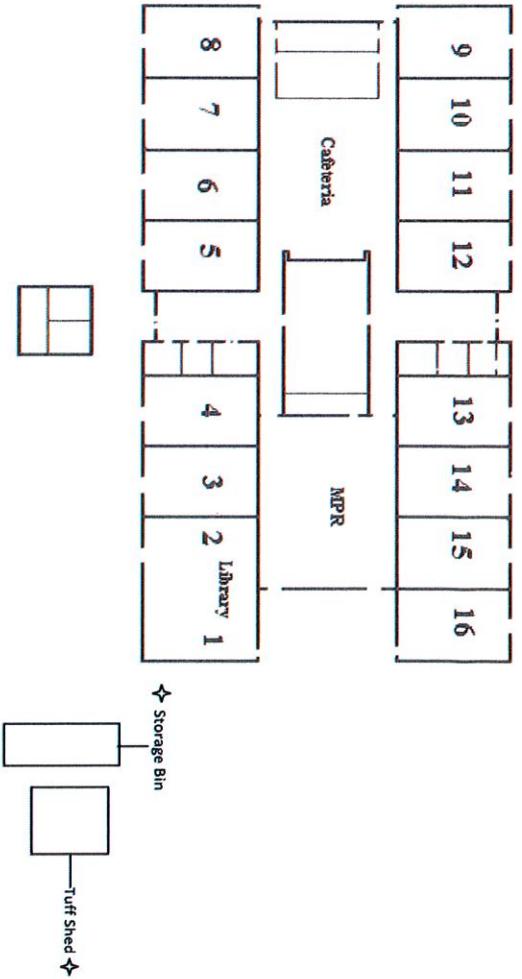 9 10 11 12 13 14 15 16
Cafeteria
MPR
8 7 6 5 4 3 2 Library 1
Storage Bin
Tuff Shed